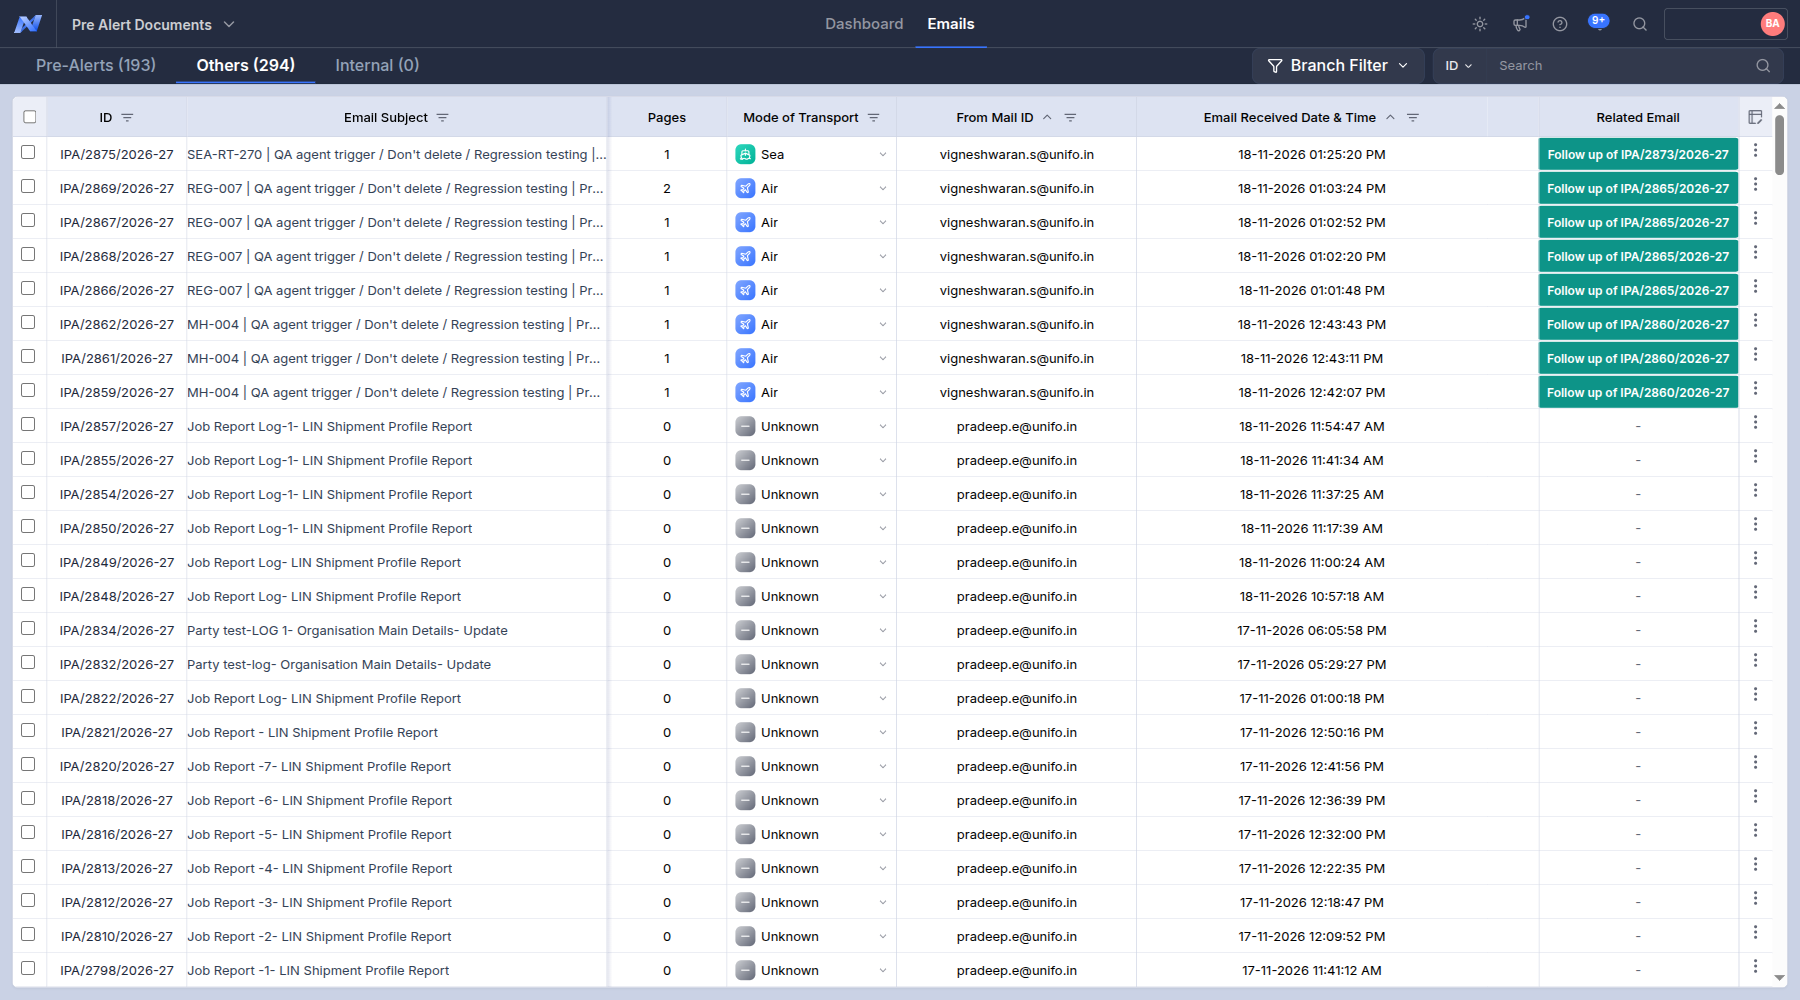 Pre Alert Documents
Dashboard Emails
9+
BA
Pre-Alerts (193) Others (294) Internal (0)
Branch Filter ID Search
ID Email Subject Pages Mode of Transport From Mail ID Email Received Date & Time Related Email
IPA/2875/2026-27 SEA-RT-270 | QA agent trigger / Don't delete / Regression testing |... 1 Sea vigneshwaran.s@unifo.in 18-11-2026 01:25:20 PM Follow up of IPA/2873/2026-27
IPA/2869/2026-27 REG-007 | QA agent trigger / Don't delete / Regression testing | Pr... 2 Air vigneshwaran.s@unifo.in 18-11-2026 01:03:24 PM Follow up of IPA/2865/2026-27
IPA/2867/2026-27 REG-007 | QA agent trigger / Don't delete / Regression testing | Pr... 1 Air vigneshwaran.s@unifo.in 18-11-2026 01:02:52 PM Follow up of IPA/2865/2026-27
IPA/2868/2026-27 REG-007 | QA agent trigger / Don't delete / Regression testing | Pr... 1 Air vigneshwaran.s@unifo.in 18-11-2026 01:02:20 PM Follow up of IPA/2865/2026-27
IPA/2866/2026-27 REG-007 | QA agent trigger / Don't delete / Regression testing | Pr... 1 Air vigneshwaran.s@unifo.in 18-11-2026 01:01:48 PM Follow up of IPA/2865/2026-27
IPA/2862/2026-27 MH-004 | QA agent trigger / Don't delete / Regression testing | Pr... 1 Air vigneshwaran.s@unifo.in 18-11-2026 12:43:43 PM Follow up of IPA/2860/2026-27
IPA/2861/2026-27 MH-004 | QA agent trigger / Don't delete / Regression testing | Pr... 1 Air vigneshwaran.s@unifo.in 18-11-2026 12:43:11 PM Follow up of IPA/2860/2026-27
IPA/2859/2026-27 MH-004 | QA agent trigger / Don't delete / Regression testing | Pr... 1 Air vigneshwaran.s@unifo.in 18-11-2026 12:42:07 PM Follow up of IPA/2860/2026-27
IPA/2857/2026-27 Job Report Log-1- LIN Shipment Profile Report 0 Unknown pradeep.e@unifo.in 18-11-2026 11:54:47 AM -
IPA/2855/2026-27 Job Report Log-1- LIN Shipment Profile Report 0 Unknown pradeep.e@unifo.in 18-11-2026 11:41:34 AM -
IPA/2854/2026-27 Job Report Log-1- LIN Shipment Profile Report 0 Unknown pradeep.e@unifo.in 18-11-2026 11:37:25 AM -
IPA/2850/2026-27 Job Report Log-1- LIN Shipment Profile Report 0 Unknown pradeep.e@unifo.in 18-11-2026 11:17:39 AM -
IPA/2849/2026-27 Job Report Log- LIN Shipment Profile Report 0 Unknown pradeep.e@unifo.in 18-11-2026 11:00:24 AM -
IPA/2848/2026-27 Job Report Log- LIN Shipment Profile Report 0 Unknown pradeep.e@unifo.in 18-11-2026 10:57:18 AM -
IPA/2834/2026-27 Party test-LOG 1- Organisation Main Details- Update 0 Unknown pradeep.e@unifo.in 17-11-2026 06:05:58 PM -
IPA/2832/2026-27 Party test-log- Organisation Main Details- Update 0 Unknown pradeep.e@unifo.in 17-11-2026 05:29:27 PM -
IPA/2822/2026-27 Job Report Log- LIN Shipment Profile Report 0 Unknown pradeep.e@unifo.in 17-11-2026 01:00:18 PM -
IPA/2821/2026-27 Job Report - LIN Shipment Profile Report 0 Unknown pradeep.e@unifo.in 17-11-2026 12:50:16 PM -
IPA/2820/2026-27 Job Report -7- LIN Shipment Profile Report 0 Unknown pradeep.e@unifo.in 17-11-2026 12:41:56 PM -
IPA/2818/2026-27 Job Report -6- LIN Shipment Profile Report 0 Unknown pradeep.e@unifo.in 17-11-2026 12:36:39 PM -
IPA/2816/2026-27 Job Report -5- LIN Shipment Profile Report 0 Unknown pradeep.e@unifo.in 17-11-2026 12:32:00 PM -
IPA/2813/2026-27 Job Report -4- LIN Shipment Profile Report 0 Unknown pradeep.e@unifo.in 17-11-2026 12:22:35 PM -
IPA/2812/2026-27 Job Report -3- LIN Shipment Profile Report 0 Unknown pradeep.e@unifo.in 17-11-2026 12:18:47 PM -
IPA/2810/2026-27 Job Report -2- LIN Shipment Profile Report 0 Unknown pradeep.e@unifo.in 17-11-2026 12:09:52 PM -
IPA/2798/2026-27 Job Report -1- LIN Shipment Profile Report 0 Unknown pradeep.e@unifo.in 17-11-2026 11:41:12 AM -